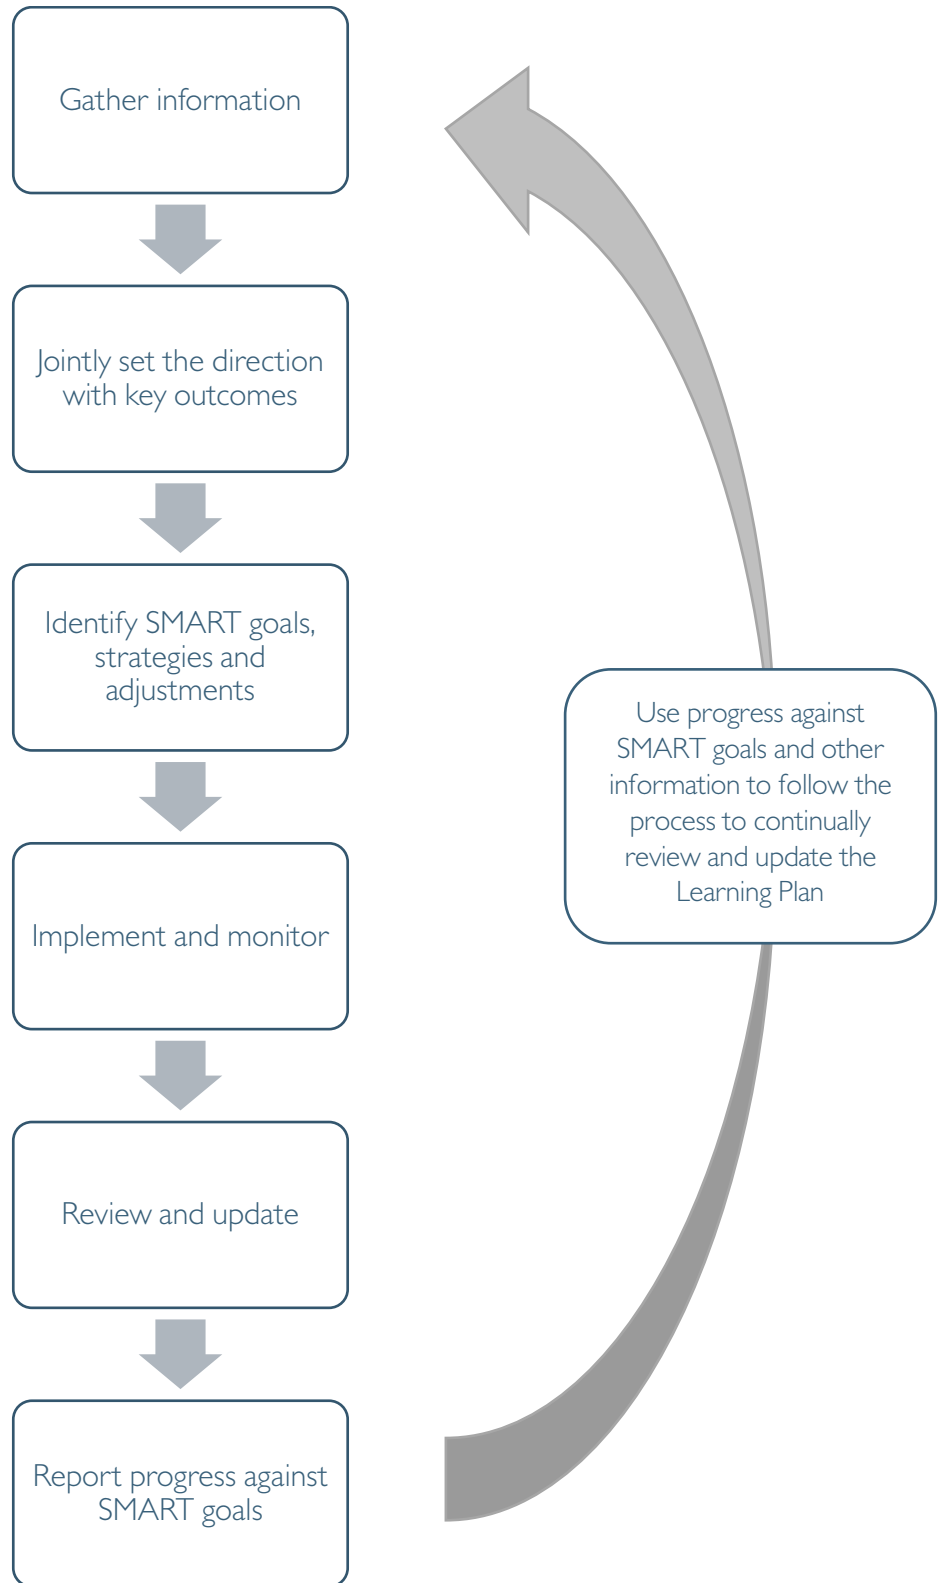 Gather information
Jointly set the direction
with key outcomes
Identify SMART goals,
strategies and
adjustments
Implement and monitor
Review and update
Report progress against
SMART goals
Use progress against
SMART goals and other
information to follow the
process to continually
review and update the
Learning Plan